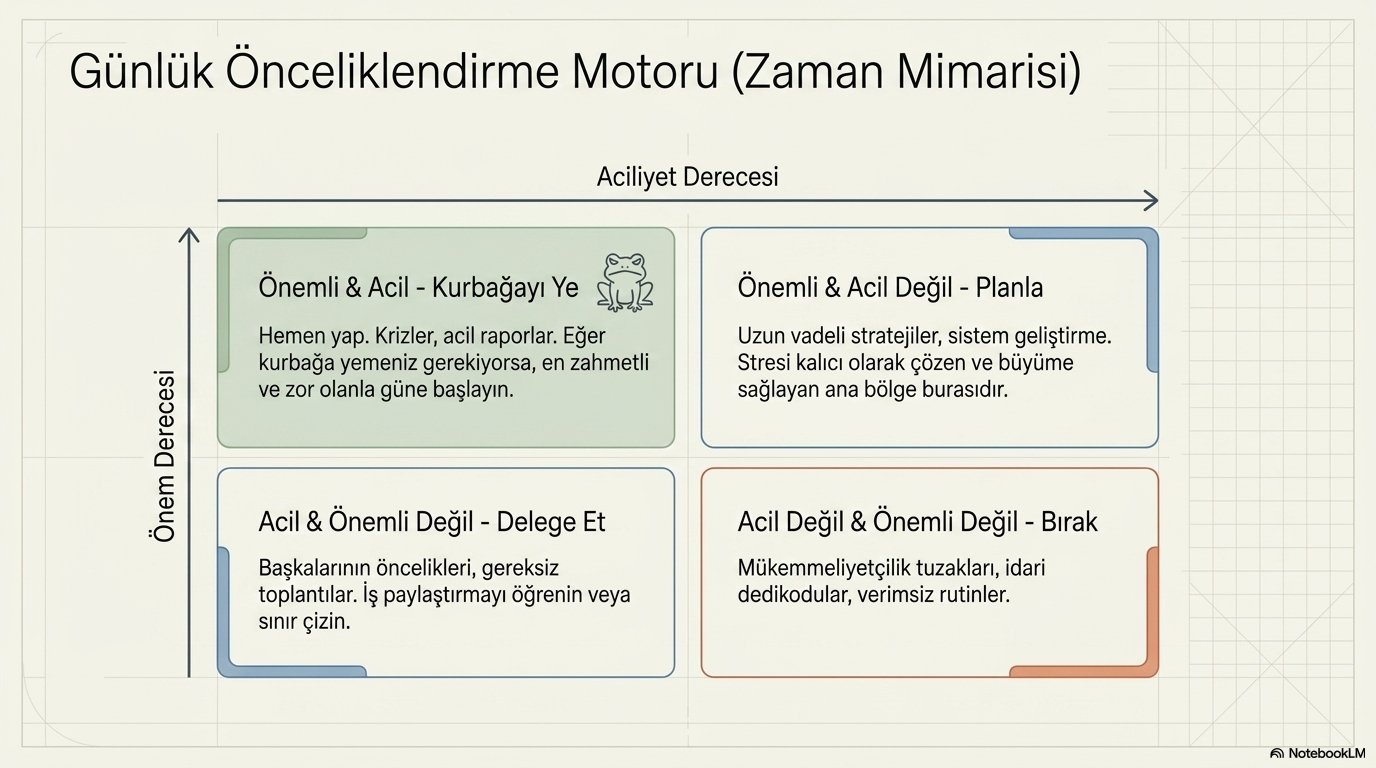 Günlük Önceliklendirme Motoru (Zaman Mimarisi)
Aciliyet Derecesi
Önem Derecesi
Önemli & Acil - Kurbağayı Ye
Hemen yap. Krizler, acil raporlar. Eğer
kurbağa yemeniz gerekiyorsa, en zahmetli
ve zor olanla güne başlayın.
Önemli & Acil Değil - Planla
Uzun vadeli stratejiler, sistem geliştirme.
Stresi kalıcı olarak çözen ve büyüme
sağlayan ana bölge burasıdır.
Acil & Önemli Değil - Delege Et
Başkalarının öncelikleri, gereksiz
toplantılar. İş paylaştırmayı öğrenin veya
sınır çizin.
Acil Değil & Önemli Değil - Bırak
Mükemmeliyetçilik tuzakları, idari
dedikodular, verimsiz rutinler.
NotebookLM